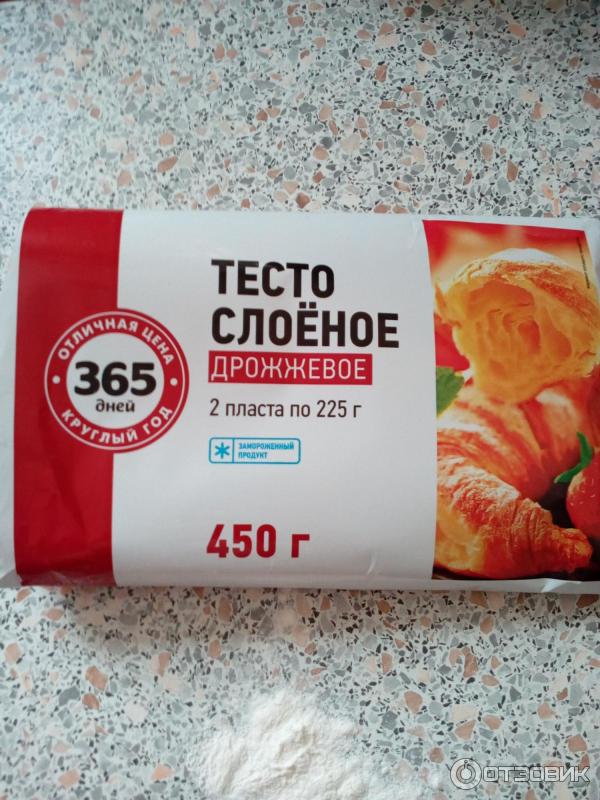 ТЕСТО
СЛОЁНОЕ
ДРОЖЖЕВОЕ
2 пласта по 225 г
ЗАМОРОЖЕННЫЙ
ПРОДУКТ
450 г
ОТЛИЧНАЯ ЦЕНА
365
дней
КРУГЛЫЙ ГОД
ОТЗОВИК